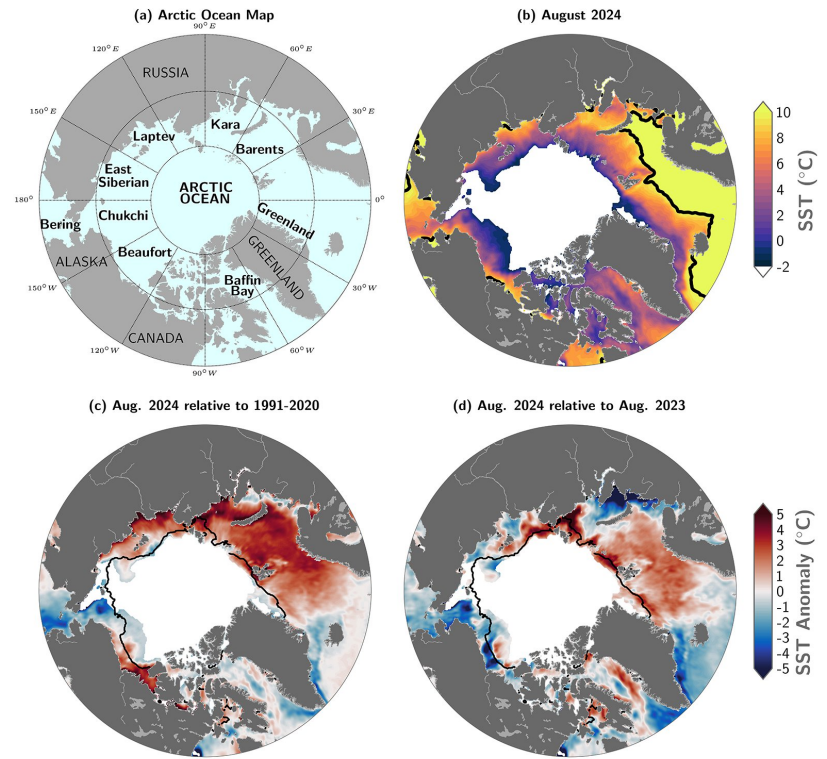 (a) Arctic Ocean Map
90°E
120°E
60°E
RUSSIA
150°E
30°E
Kara
Laptev
Barents
East
Siberian
ARCTIC
OCEAN
180°
0°
Chukchi
Greenland
Bering
Beaufort
GREENLAND
ALASKA
Baffin
Bay
150°W
30°W
CANADA
120°W
60°W
90°W
(b) August 2024
10
8
6
4
2
0
-2
SST (°C)
(c) Aug. 2024 relative to 1991-2020
(d) Aug. 2024 relative to Aug. 2023
5
4
3
2
1
0
-1
-2
-3
-4
-5
SST Anomaly (°C)